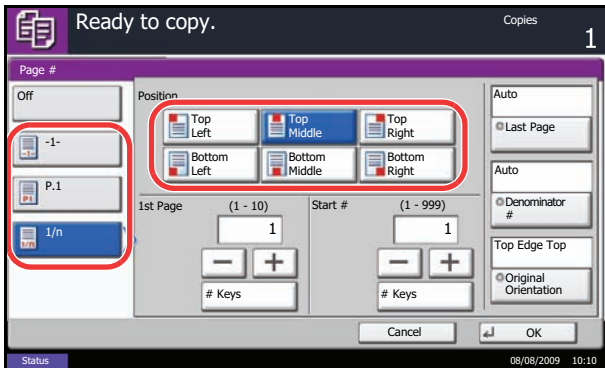 Ready to copy.
Copies
1
Page #
Off
-1-
P.1
1/n
Position
Top
Left
Top
Middle
Top
Right
Bottom
Left
Bottom
Middle
Bottom
Right
1st Page (1 - 10)
1
# Keys
Start # (1 - 999)
1
# Keys
Auto
Last Page
Auto
Denominator
#
Top Edge Top
Original
Orientation
Cancel
OK
Status
08/08/2009 10:10